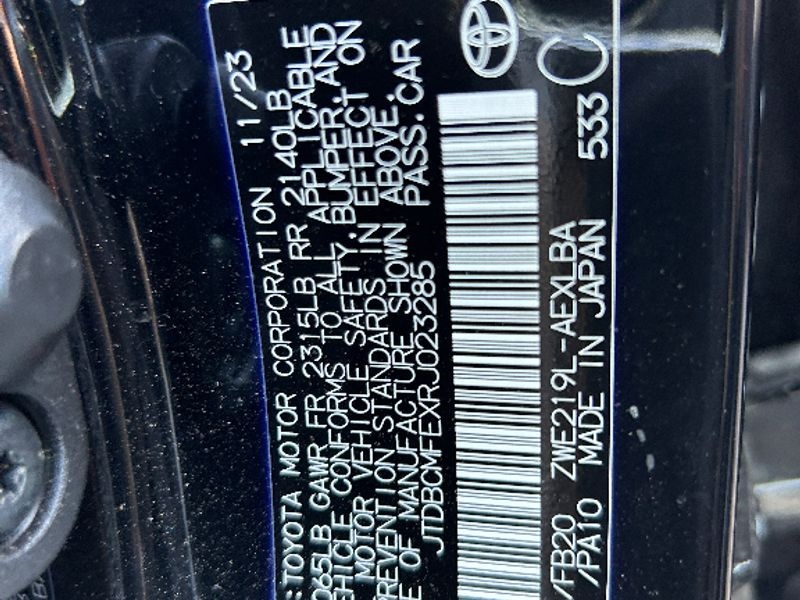 :TOYOTA MOTOR CORPORATION 11/23
065LB GAWR FR 2315LB RR 2140LB
EHICLE CONFORMS TO ALL APPLICABLE
MOTOR VEHICLE SAFETY, BUMPER, AND
PREVENTION STANDARDS IN EFFECT ON
E OF MANUFACTURE SHOWN ABOVE.
JTDBCMFEXRJ023285 PASS.CAR
/FB20 ZWE219L-AEXLBA 533 C
/PA10 MADE IN JAPAN